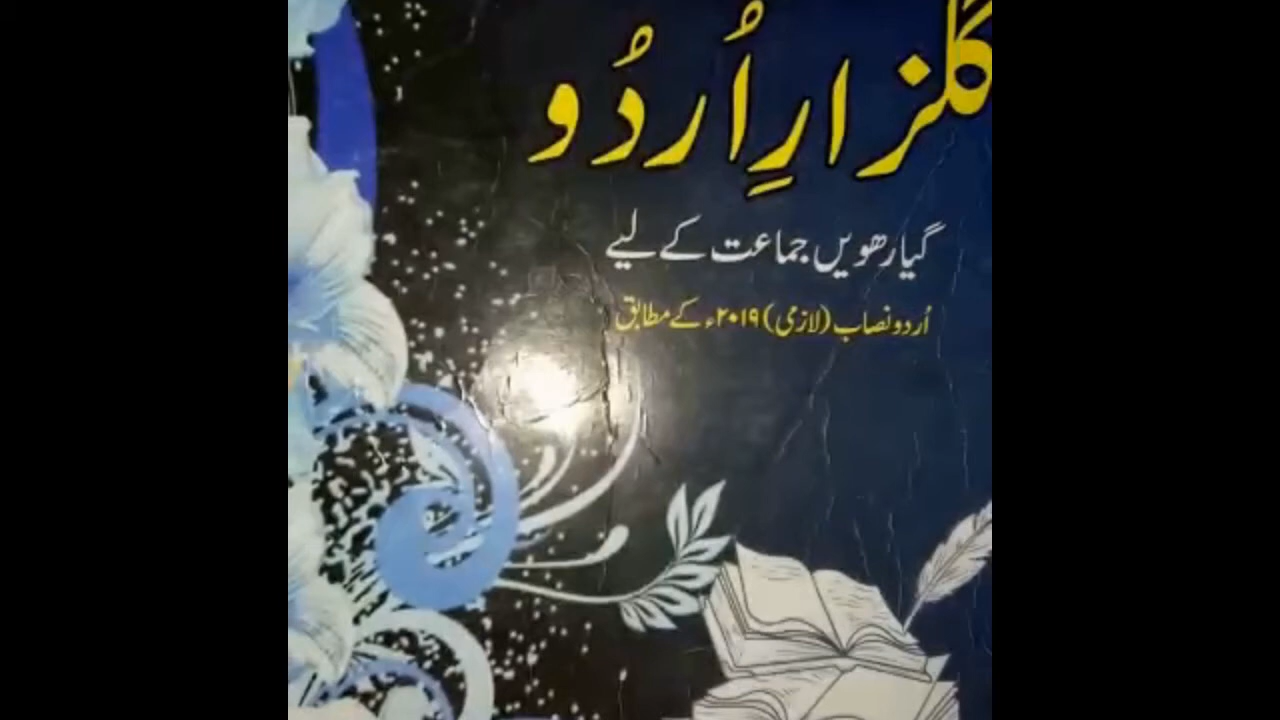 گلزارِ اُردُو
گیارھویں جماعت کے لیے
اُردو نصاب (لازمی) ۲۰۱۹ء کے مطابق